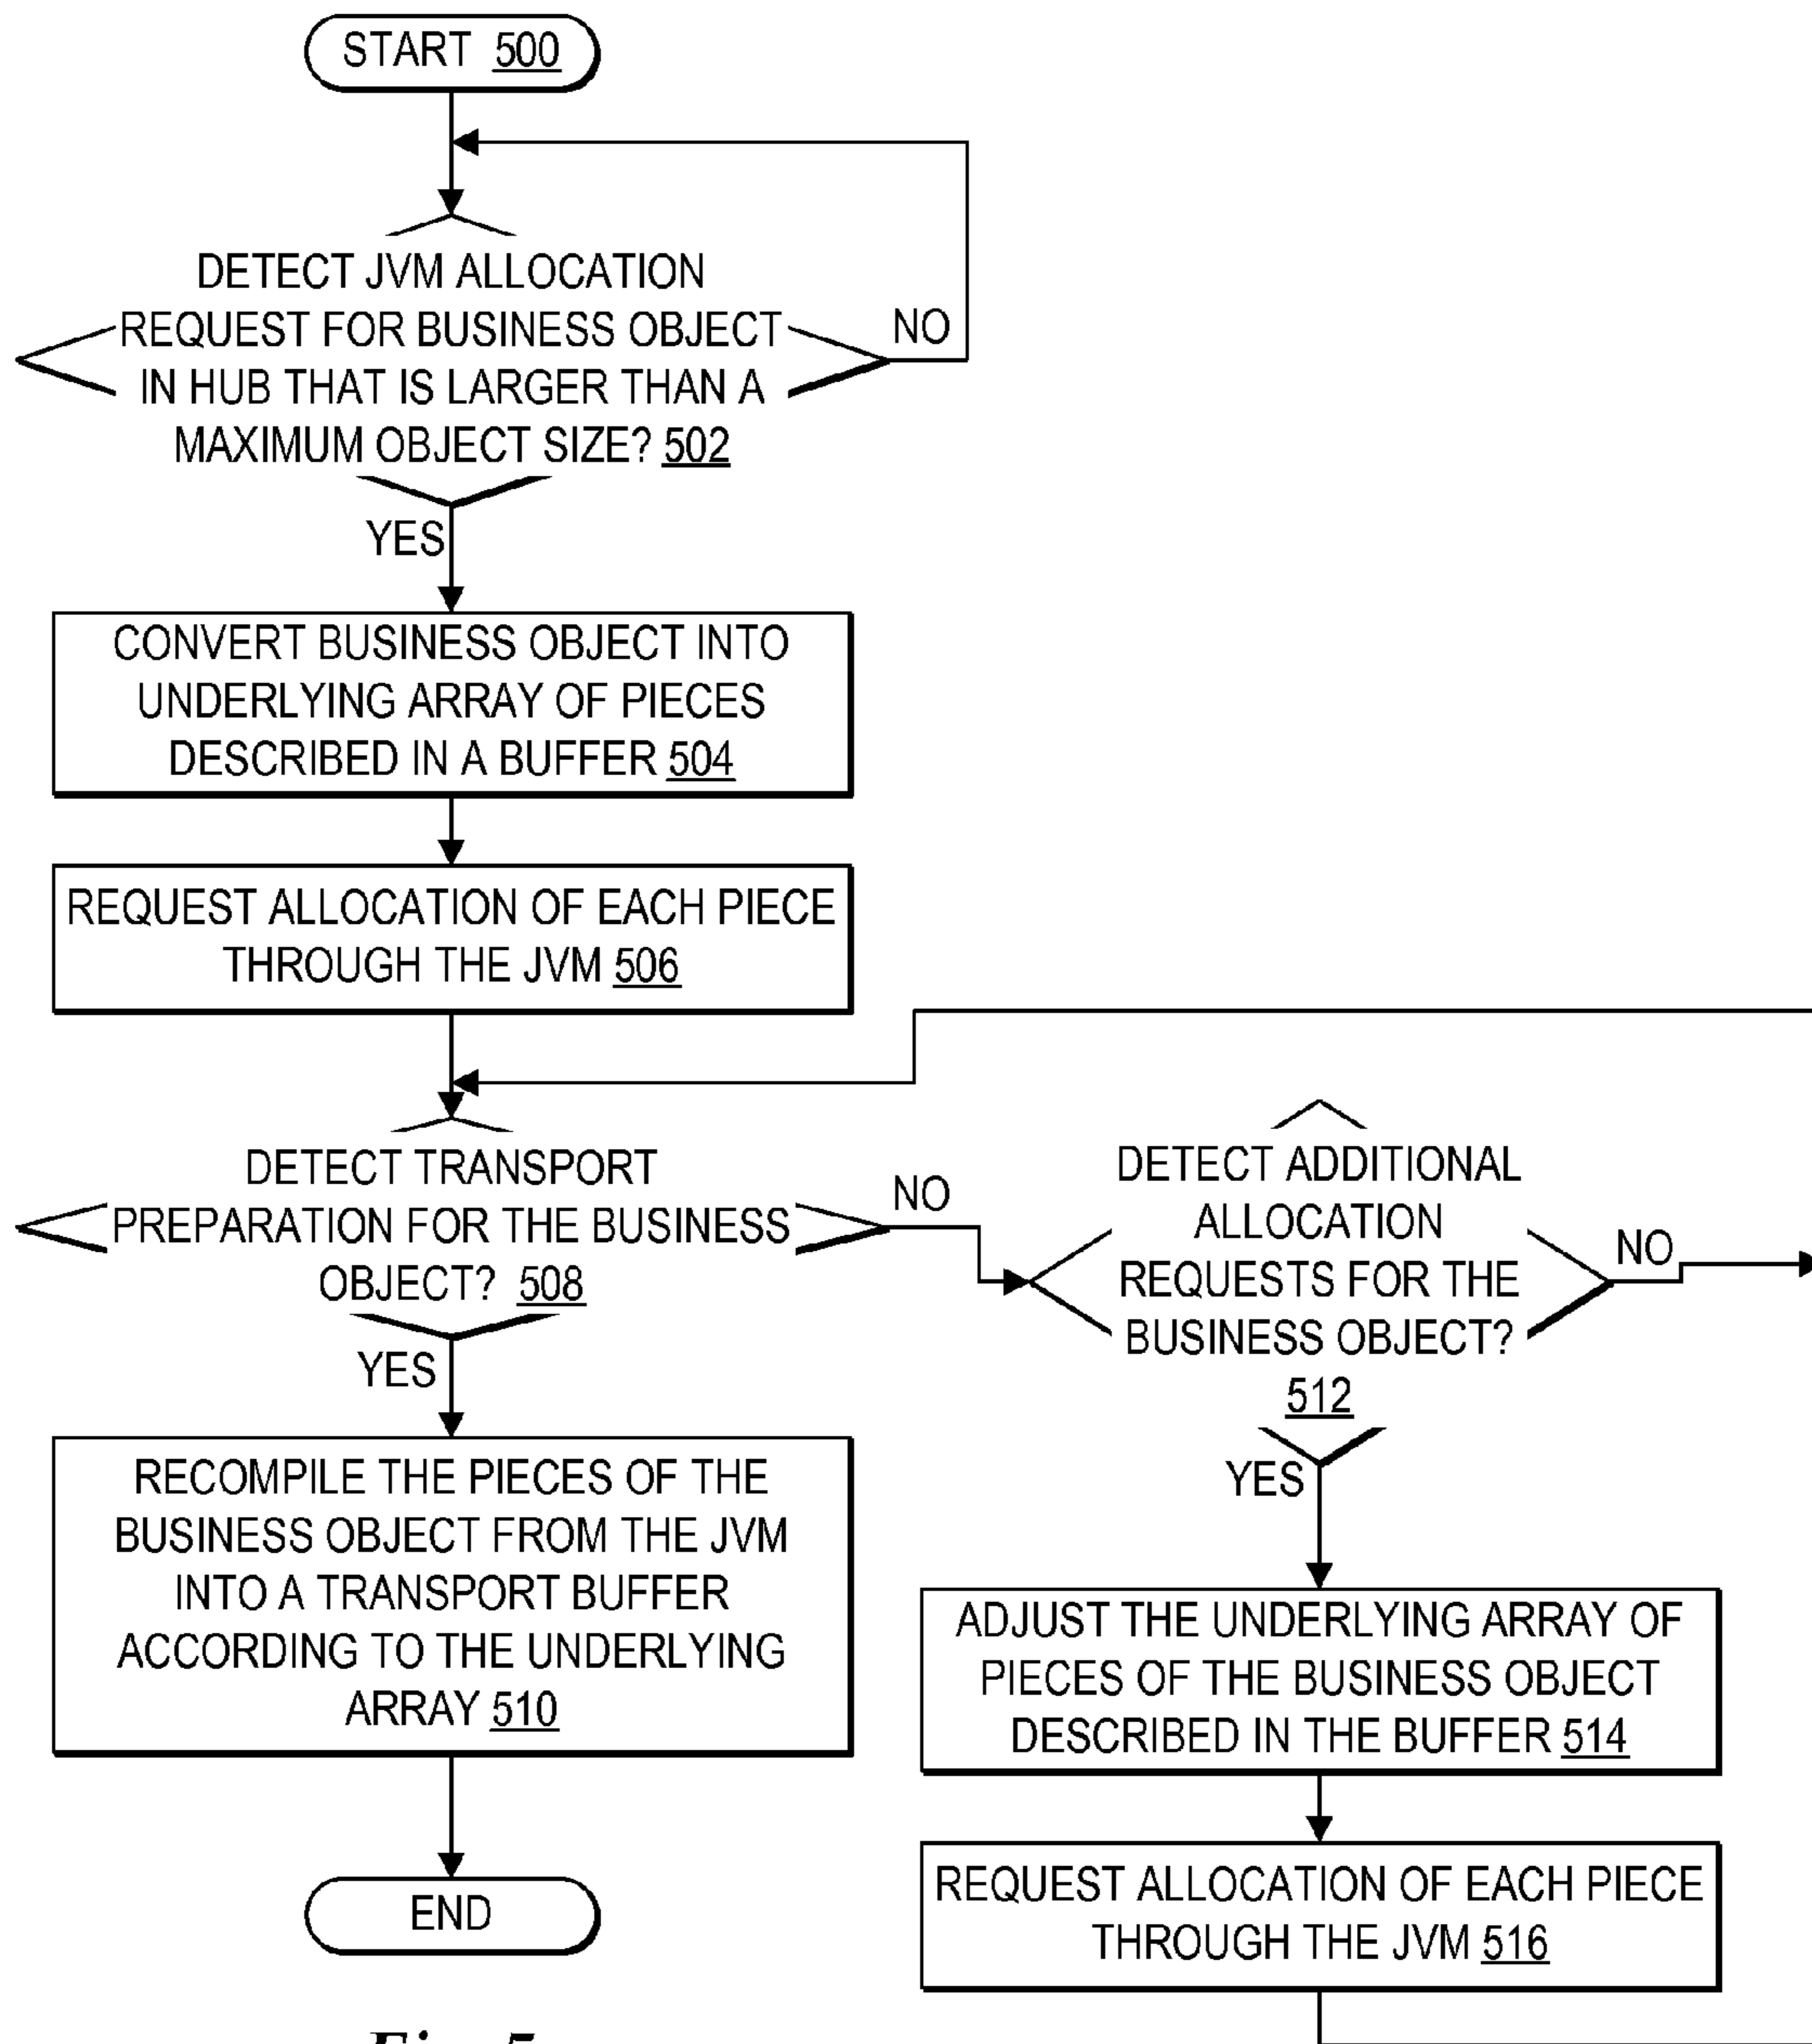 START 500
DETECT JVM ALLOCATION
REQUEST FOR BUSINESS OBJECT
IN HUB THAT IS LARGER THAN A
MAXIMUM OBJECT SIZE? 502
NO
YES
CONVERT BUSINESS OBJECT INTO
UNDERLYING ARRAY OF PIECES
DESCRIBED IN A BUFFER 504
REQUEST ALLOCATION OF EACH PIECE
THROUGH THE JVM 506
DETECT TRANSPORT
PREPARATION FOR THE BUSINESS
OBJECT? 508
NO
YES
RECOMPILE THE PIECES OF THE
BUSINESS OBJECT FROM THE JVM
INTO A TRANSPORT BUFFER
ACCORDING TO THE UNDERLYING
ARRAY 510
END
DETECT ADDITIONAL
ALLOCATION
REQUESTS FOR THE
BUSINESS OBJECT?
512
NO
YES
ADJUST THE UNDERLYING ARRAY OF
PIECES OF THE BUSINESS OBJECT
DESCRIBED IN THE BUFFER 514
REQUEST ALLOCATION OF EACH PIECE
THROUGH THE JVM 516